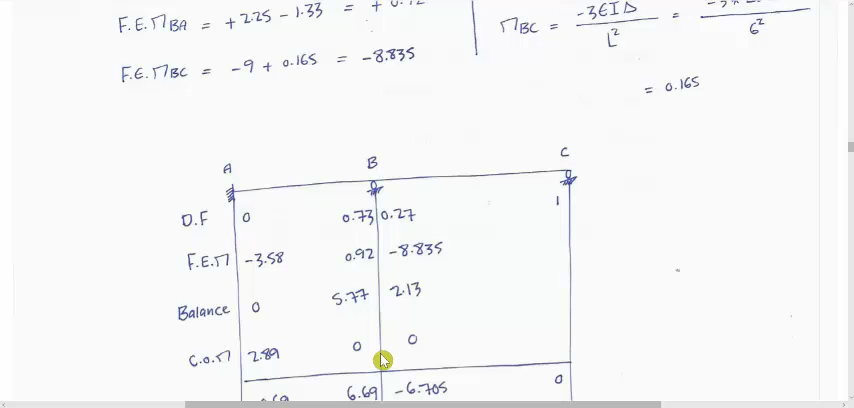 F.E.M BA = +2.25 - 1.33 = +
F.E.M BC = -9 + 0.165 = -8.835
M BC = -3EIΔ / L² = / 6²
= 0.165
A B C
D.F 0 0.73 0.27 1
F.E.M -3.58 0.92 -8.835
Balance 0 5.77 2.13
C.O.M 2.89 0 0
6.69 -6.705 0